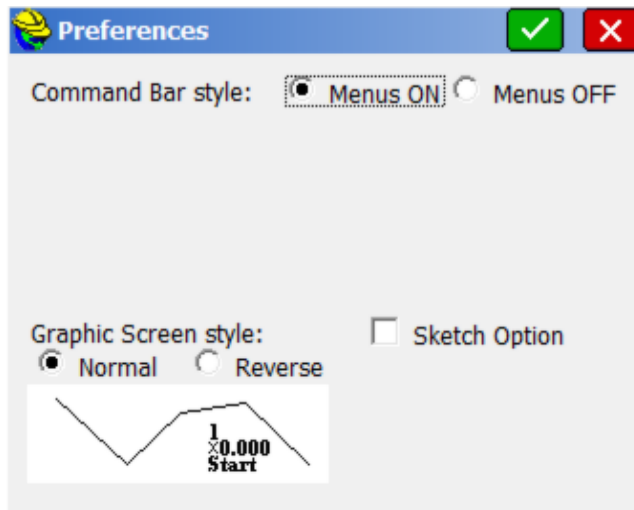 Preferences
Command Bar style: Menus ON Menus OFF
Graphic Screen style: Sketch Option
Normal Reverse
1
0.000
Start